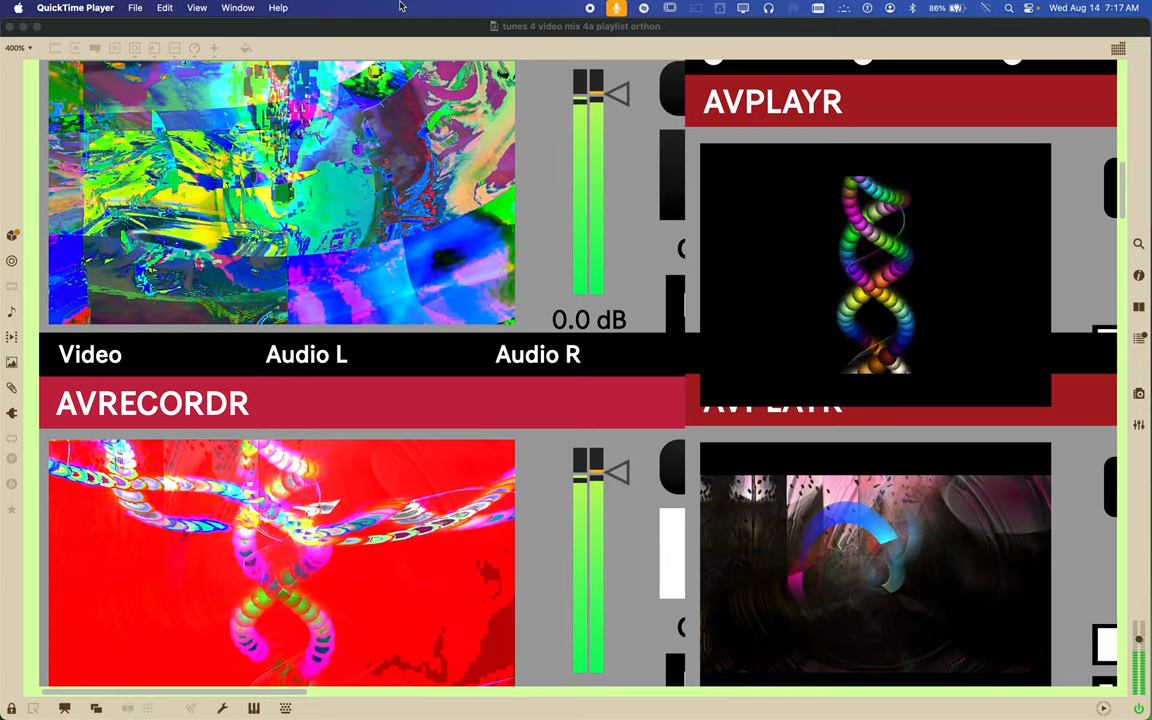 QuickTime Player File Edit View Window Help 86% Wed Aug 14 7:17 AM
tunes 4 video mix 4a playlist orthon
400%
AVPLAYR
0.0 dB
Video Audio L Audio R
AVRECORDR
AVPLAYR